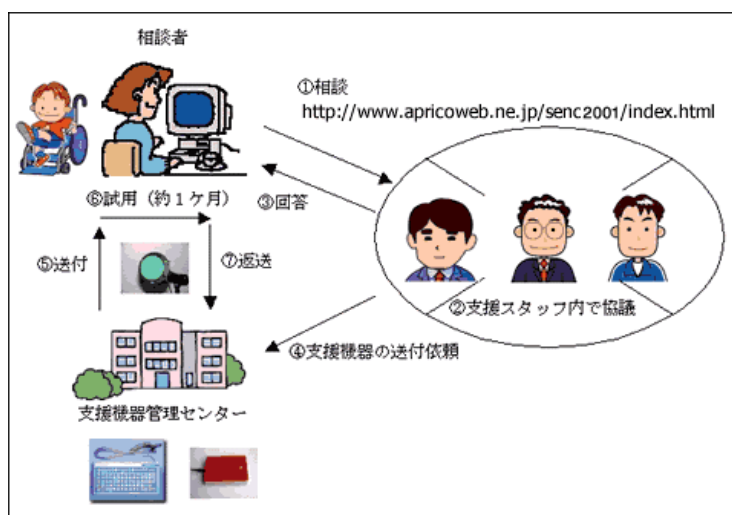 相談者
①相談
http://www.apricoweb.ne.jp/senc2001/index.html
⑥試用（約１ケ月）
③回答
⑤送付
⑦返送
②支援スタッフ内で協議
④支援機器の送付依頼
支援機器管理センター